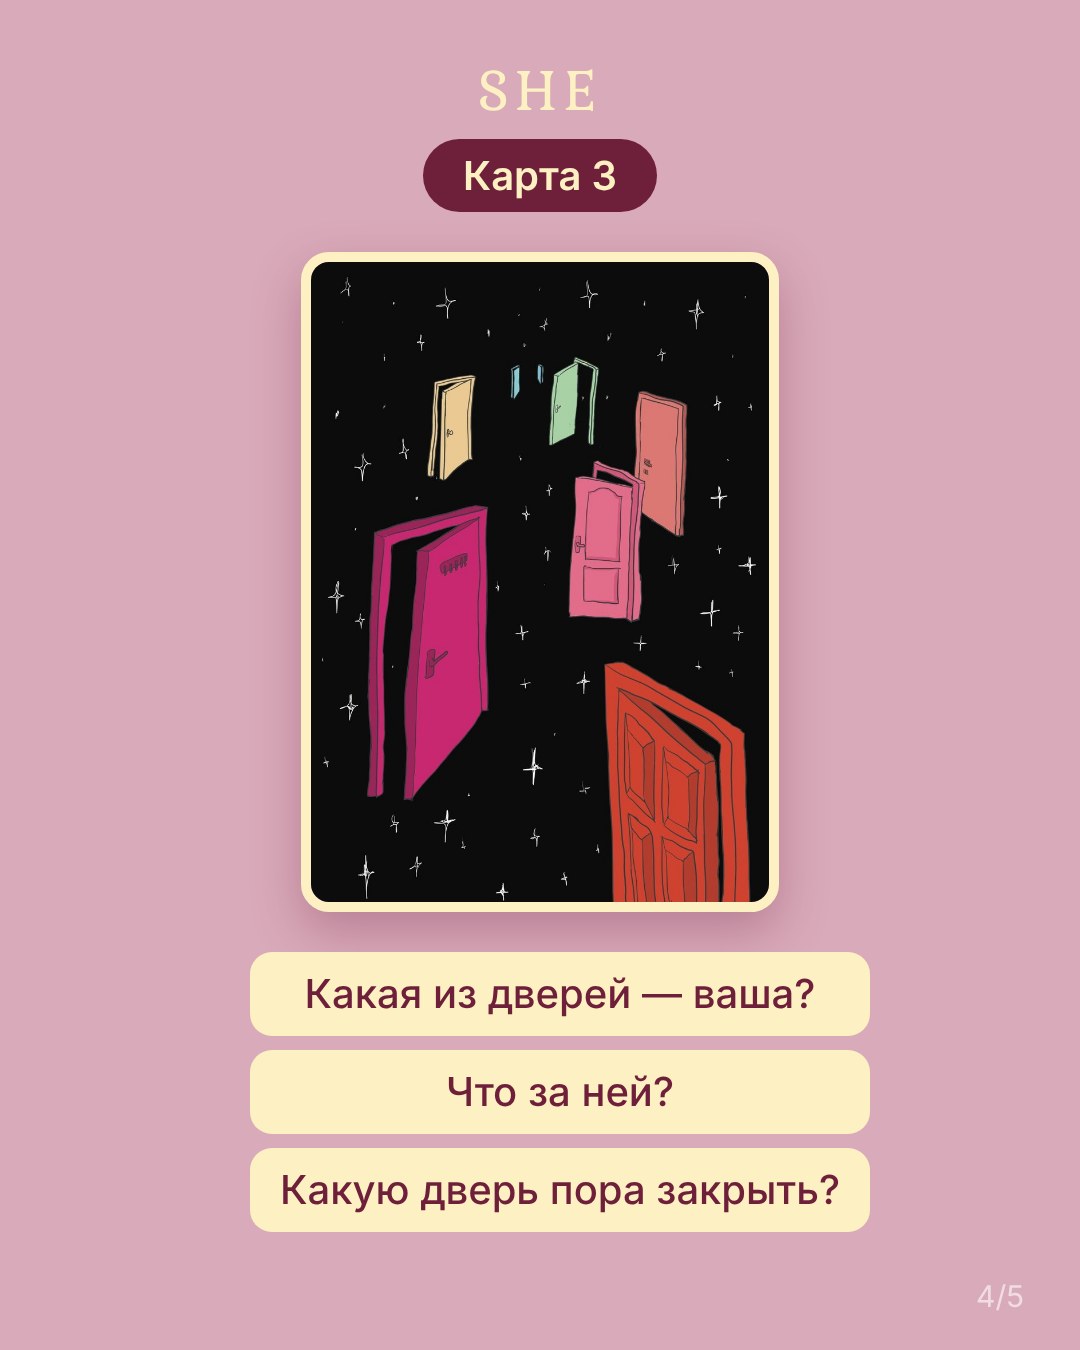 SHE
Карта 3
Какая из дверей — ваша?
Что за ней?
Какую дверь пора закрыть?
4/5